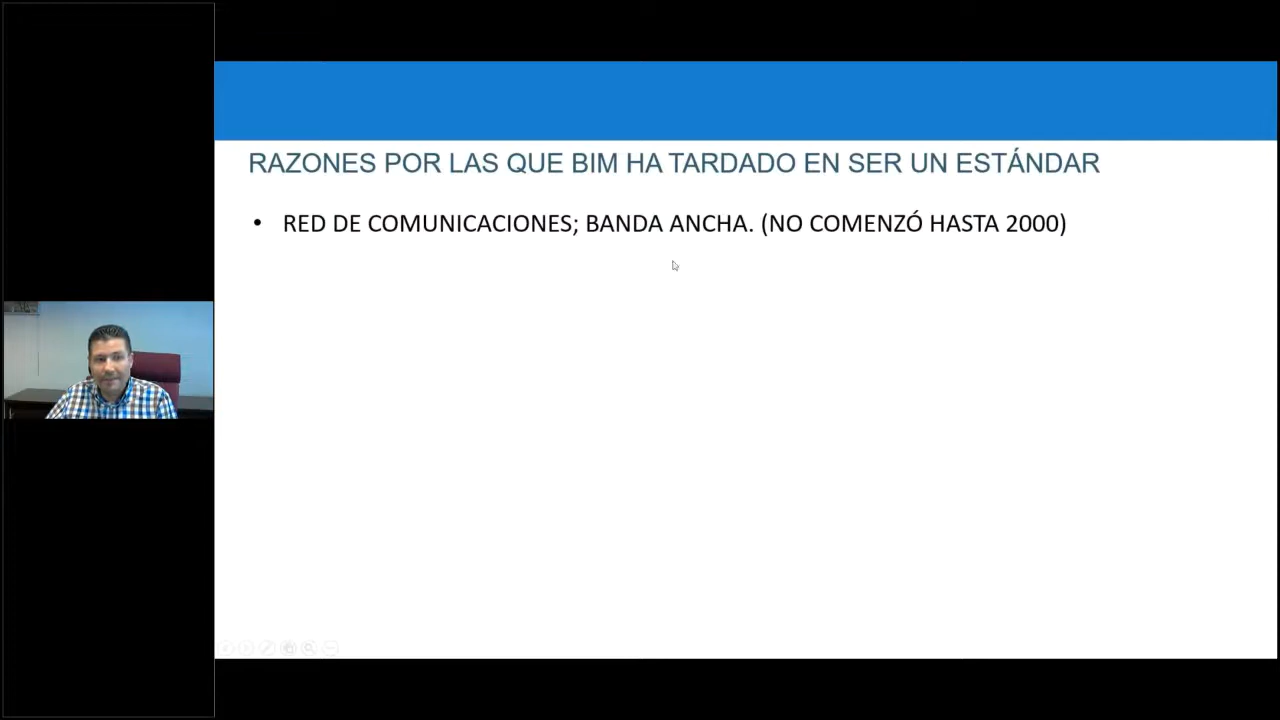 RAZONES POR LAS QUE BIM HA TARDADO EN SER UN ESTÁNDAR
• RED DE COMUNICACIONES; BANDA ANCHA. (NO COMENZÓ HASTA 2000)